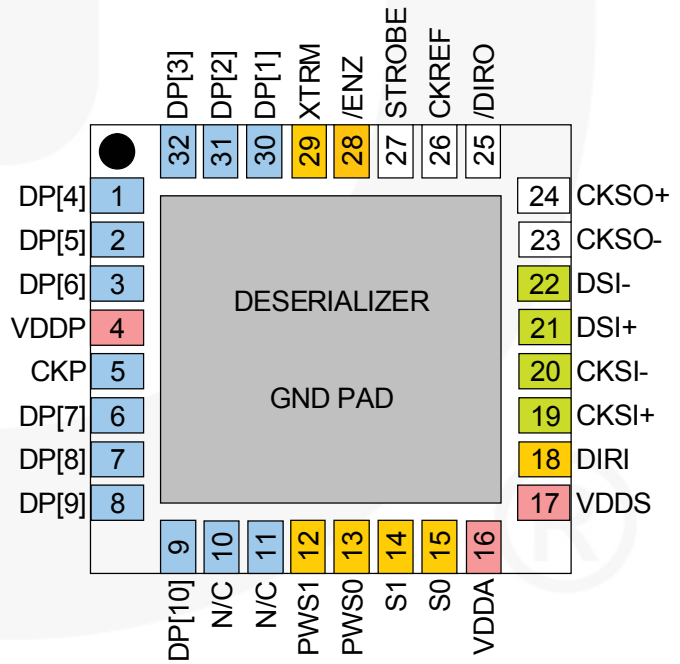 DP[3]
DP[2]
DP[1]
XTRM
/ENZ
STROBE
CKREF
/DIRO
32
31
30
29
28
27
26
25
DP[4] 1
DP[5] 2
DP[6] 3
VDDP 4
CKP 5
DP[7] 6
DP[8] 7
DP[9] 8
DESERIALIZER
GND PAD
24 CKSO+
23 CKSO-
22 DSI-
21 DSI+
20 CKSI-
19 CKSI+
18 DIRI
17 VDDS
9
10
11
12
13
14
15
16
DP[10]
N/C
N/C
PWS1
PWS0
S1
S0
VDDA
®